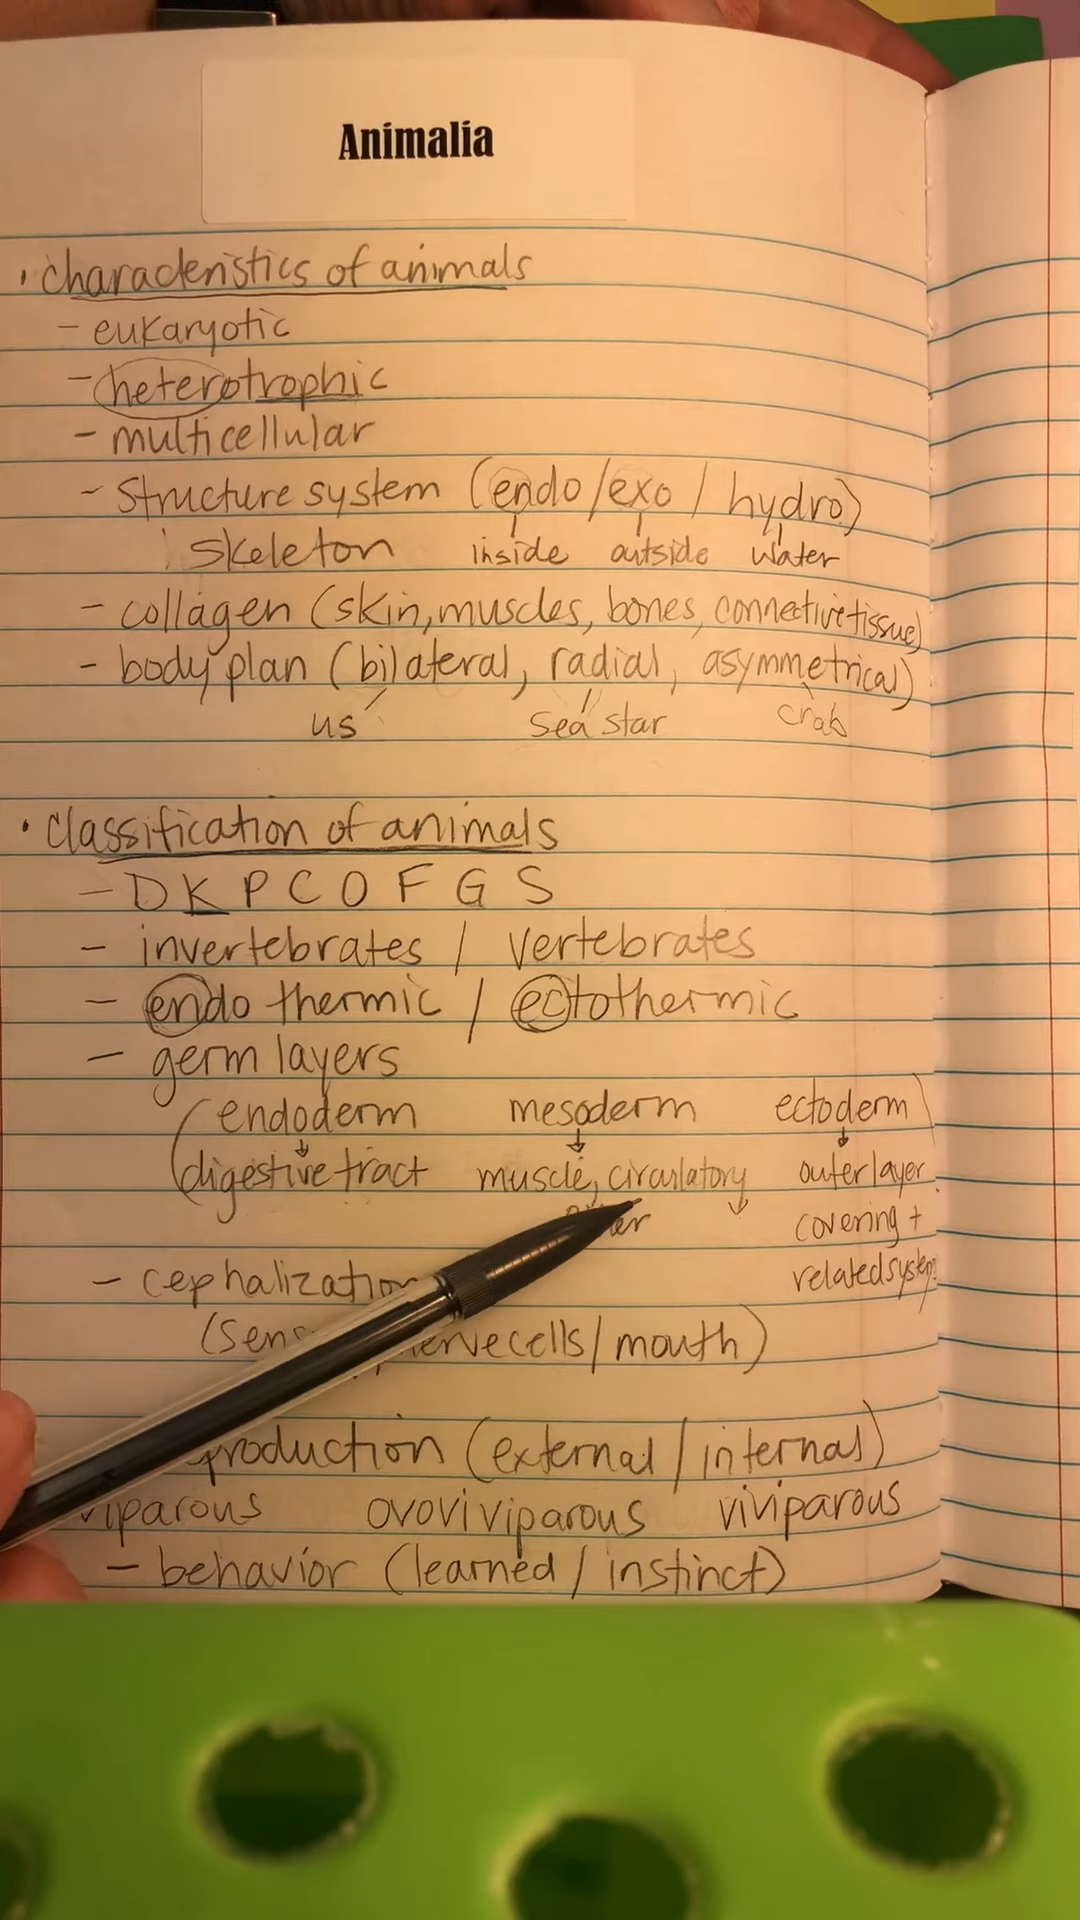 Animalia
· characteristics of animals
- eukaryotic
- heterotrophic
- multicellular
- structure system (endo/exo / hydro)
skeleton inside outside water
- collagen (skin, muscles, bones, connective tissue)
- body plan (bilateral, radial, asymmetrical)
us sea star crab
· classification of animals
- D K P C O F G S
- invertebrates / vertebrates
- endo thermic / ectothermic
- germ layers
(endoderm mesoderm ectoderm)
(digestive tract muscle, circulatory outer layer
covering +
- cephalization related systems
nerve cells/mouth)
(external / internal)
ovoviviparous viviparous
- behavior (learned / instinct)